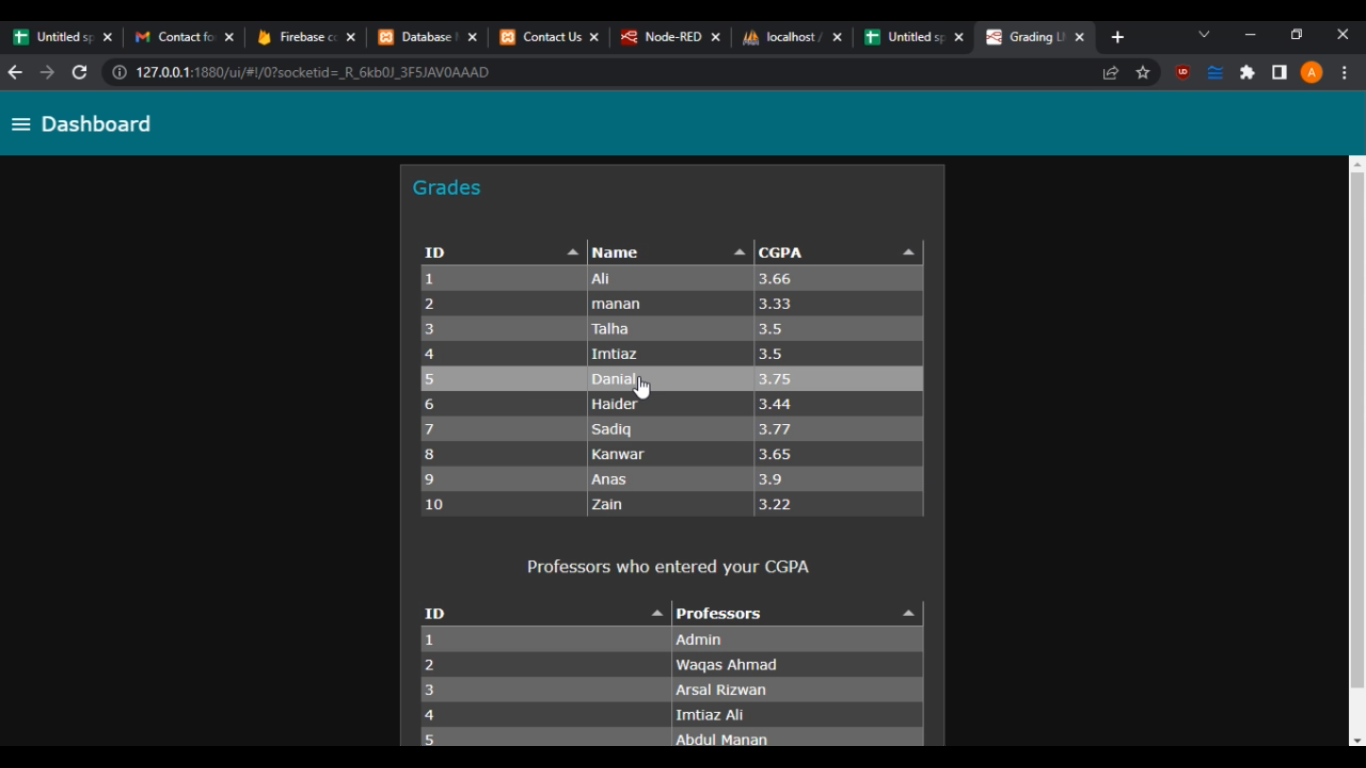 Untitled sp Contact fo Firebase co Database Contact Us Node-RED localhost / Untitled sp Grading LM
127.0.0.1:1880/ui/#!/0?socketid=_R_6kb0J_3F5JAV0AAAD A
Dashboard
Grades
ID Name CGPA
1 Ali 3.66
2 manan 3.33
3 Talha 3.5
4 Imtiaz 3.5
5 Danial 3.75
6 Haider 3.44
7 Sadiq 3.77
8 Kanwar 3.65
9 Anas 3.9
10 Zain 3.22
Professors who entered your CGPA
ID Professors
1 Admin
2 Waqas Ahmad
3 Arsal Rizwan
4 Imtiaz Ali
5 Abdul Manan